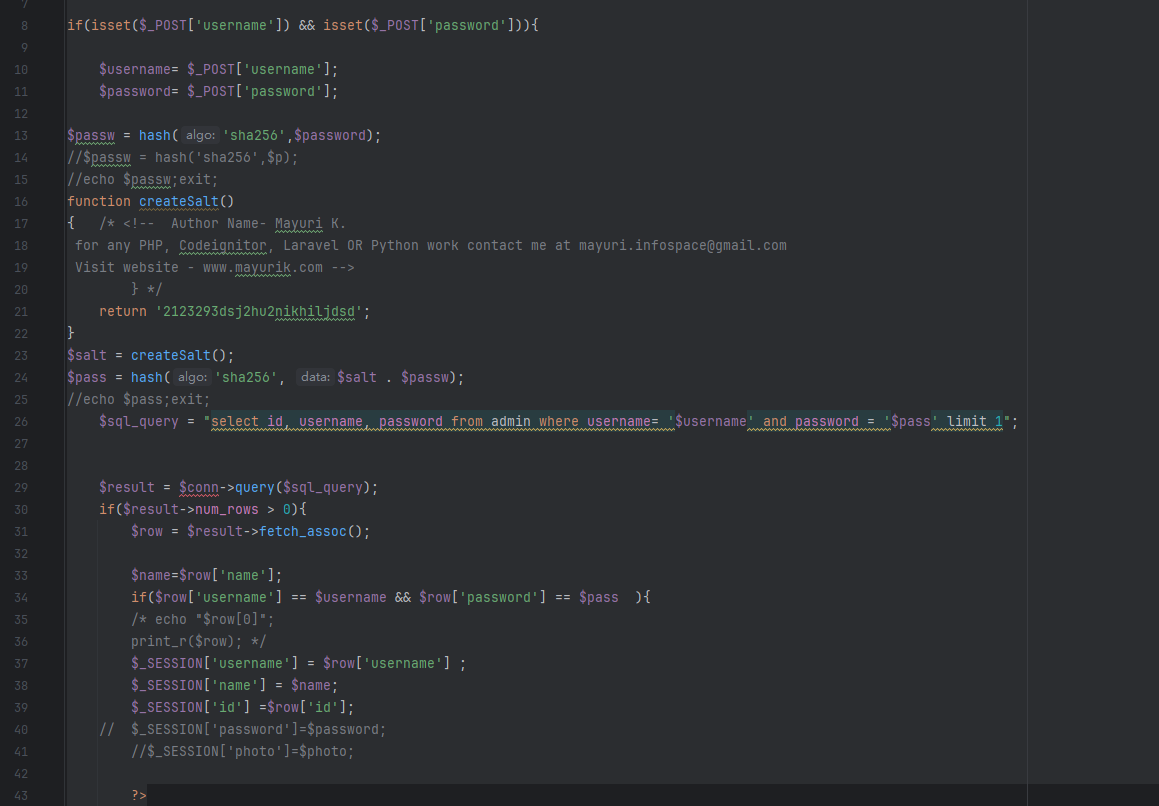 7
8 if(isset($_POST['username']) && isset($_POST['password'])){
9
10 $username= $_POST['username'];
11 $password= $_POST['password'];
12
13 $passw = hash( algo: 'sha256',$password);
14 //$passw = hash('sha256',$p);
15 //echo $passw;exit;
16 function createSalt()
17 { /* <!-- Author Name- Mayuri K.
18 for any PHP, Codeignitor, Laravel OR Python work contact me at mayuri.infospace@gmail.com
19 Visit website - www.mayurik.com -->
20 } */
21 return '2123293dsj2hu2nikhiljdsd';
22 }
23 $salt = createSalt();
24 $pass = hash( algo: 'sha256', data: $salt . $passw);
25 //echo $pass;exit;
26 $sql_query = "select id, username, password from admin where username= '$username' and password = '$pass' limit 1";
27
28
29 $result = $conn->query($sql_query);
30 if($result->num_rows > 0){
31 $row = $result->fetch_assoc();
32
33 $name=$row['name'];
34 if($row['username'] == $username && $row['password'] == $pass ){
35 /* echo "$row[0]";
36 print_r($row); */
37 $_SESSION['username'] = $row['username'] ;
38 $_SESSION['name'] = $name;
39 $_SESSION['id'] =$row['id'];
40 // $_SESSION['password']=$password;
41 //$_SESSION['photo']=$photo;
42
43 ?>